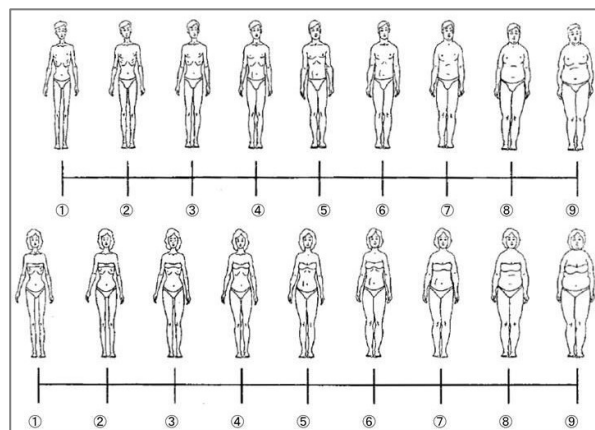 ① ② ③ ④ ⑤ ⑥ ⑦ ⑧ ⑨
① ② ③ ④ ⑤ ⑥ ⑦ ⑧ ⑨